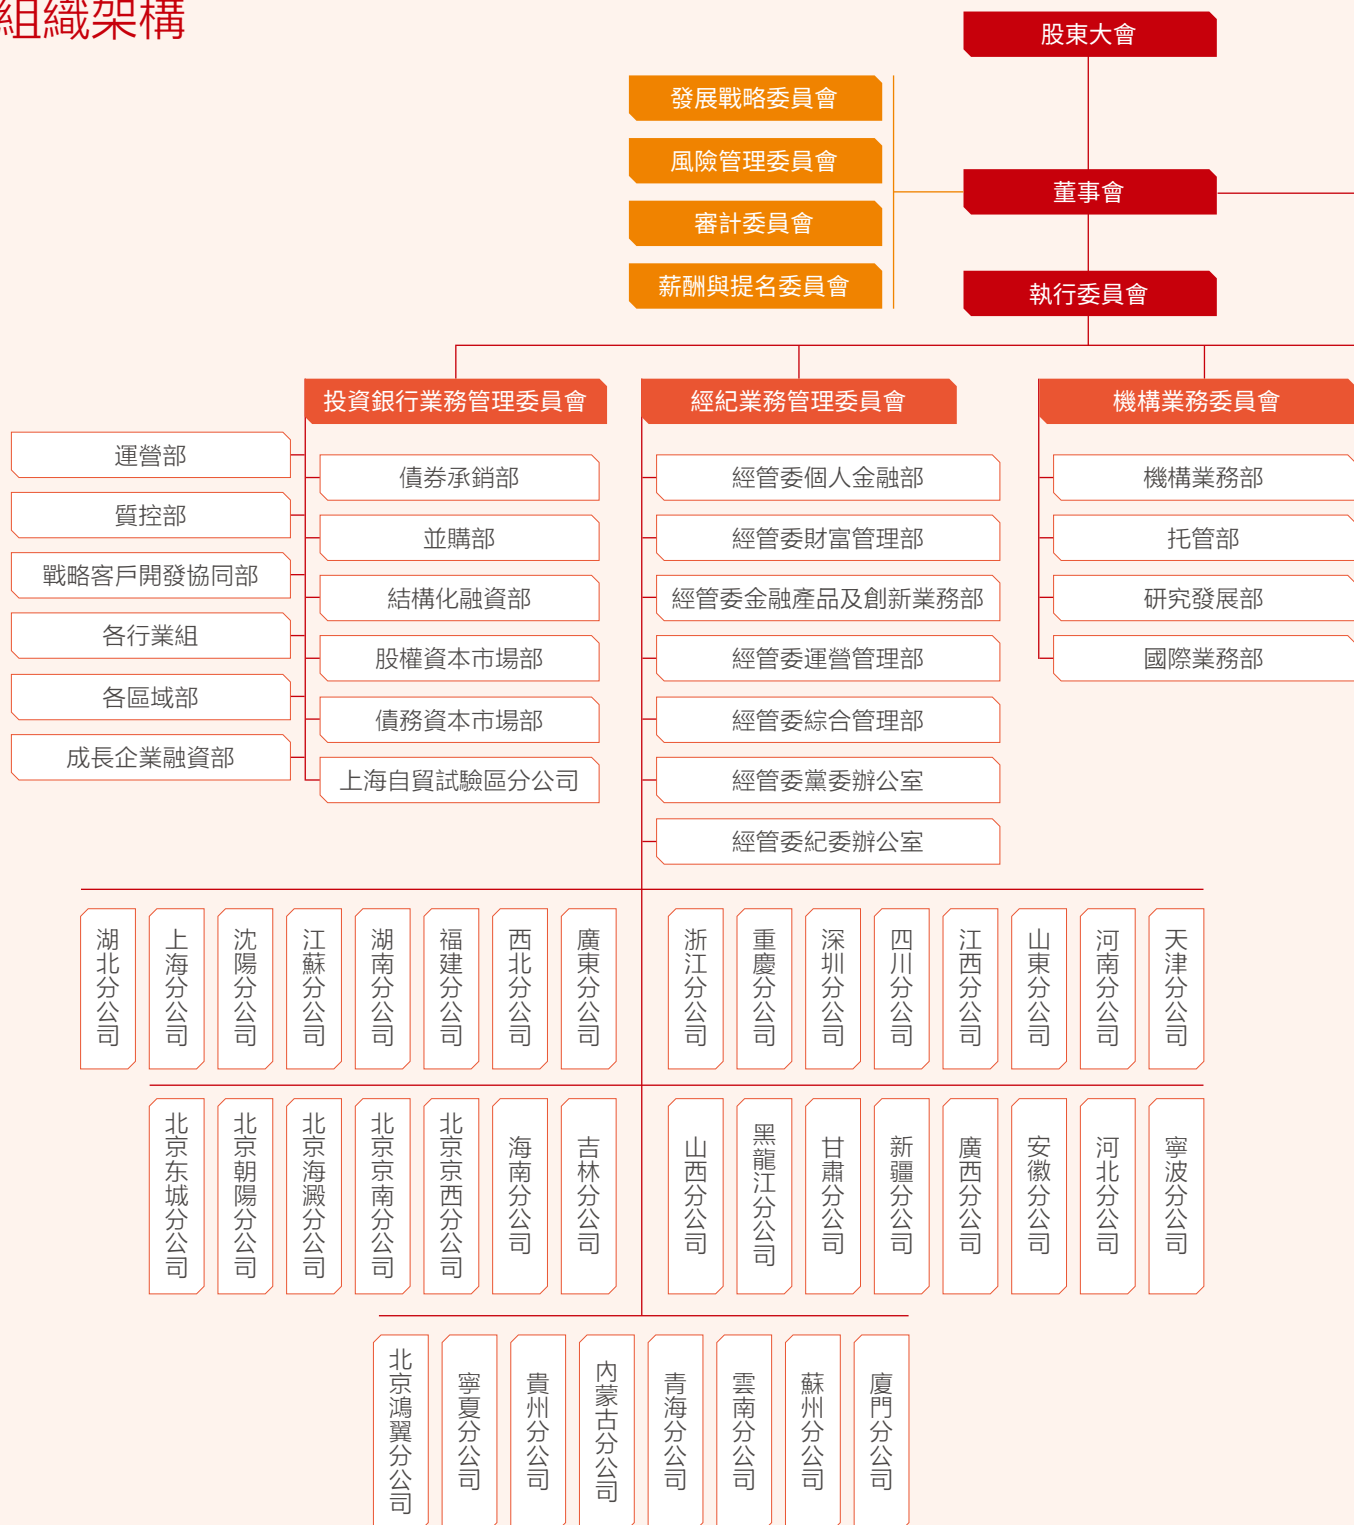 組織架構
股東大會
發展戰略委員會
風險管理委員會
董事會
審計委員會
薪酬與提名委員會
執行委員會
投資銀行業務管理委員會
經紀業務管理委員會
機構業務委員會
運營部
質控部
戰略客戶開發協同部
各行業組
各區域部
成長企業融資部
債券承銷部
並購部
結構化融資部
股權資本市場部
債務資本市場部
上海自貿試驗區分公司
經管委個人金融部
經管委財富管理部
經管委金融產品及創新業務部
經管委運營管理部
經管委綜合管理部
經管委黨委辦公室
經管委紀委辦公室
機構業務部
托管部
研究發展部
國際業務部
湖北分公司
上海分公司
沈陽分公司
江蘇分公司
湖南分公司
福建分公司
西北分公司
廣東分公司
浙江分公司
重慶分公司
深圳分公司
四川分公司
江西分公司
山東分公司
河南分公司
天津分公司
北京东城分公司
北京朝陽分公司
北京海澱分公司
北京京南分公司
北京京西分公司
海南分公司
吉林分公司
山西分公司
黑龍江分公司
甘肅分公司
新疆分公司
廣西分公司
安徽分公司
河北分公司
寧波分公司
北京鴻翼分公司
寧夏分公司
貴州分公司
內蒙古分公司
青海分公司
雲南分公司
蘇州分公司
廈門分公司